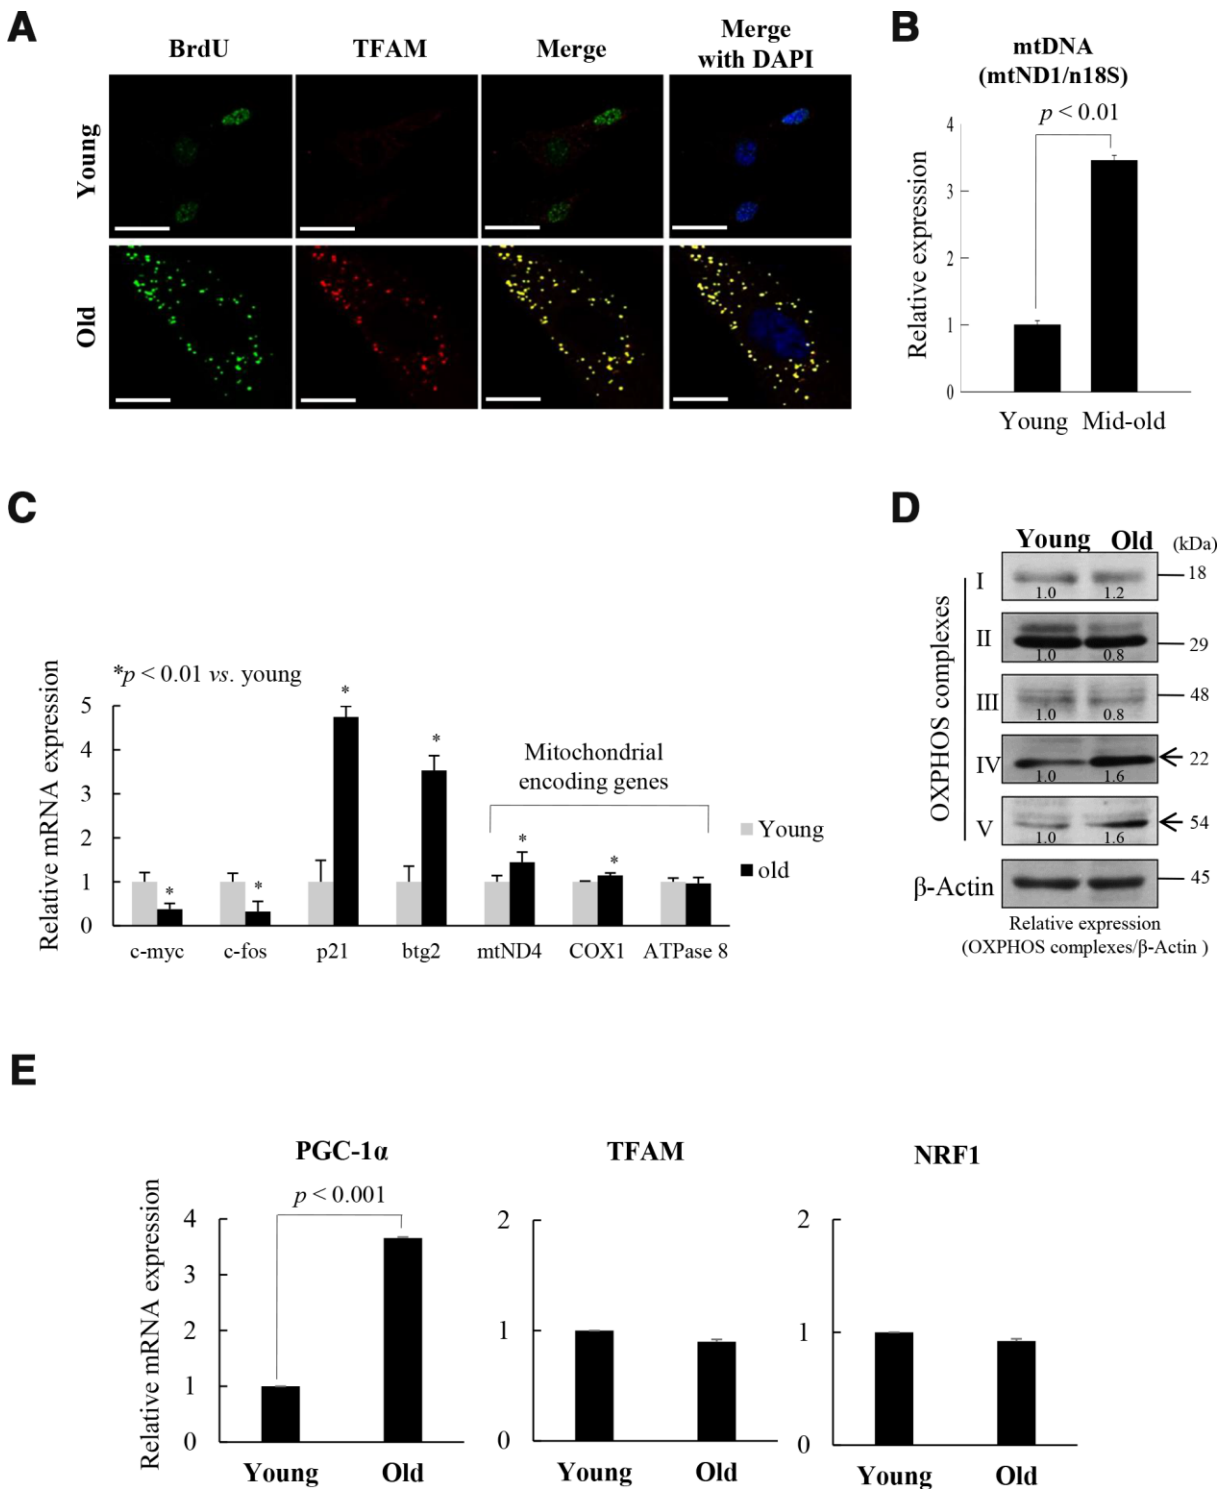 A
BrdU
TFAM
Merge
Merge
with DAPI
Young
Old
B
mtDNA
(mtND1/n18S)
p < 0.01
Relative expression
4
3
2
1
0
Young
Mid-old
C
*p < 0.01 vs. young
Relative mRNA expression
5
4
3
2
1
0
*
*
*
*
*
*
Mitochondrial
encoding genes
Young
old
c-myc
c-fos
p21
btg2
mtND4
COX1
ATPase 8
D
Young
Old
(kDa)
OXPHOS complexes
I
1.0
1.2
18
II
1.0
0.8
29
III
1.0
0.8
48
IV
1.0
1.6
22
V
1.0
1.6
54
β-Actin
45
Relative expression
(OXPHOS complexes/β-Actin )
E
PGC-1α
p < 0.001
Relative mRNA expression
4
3
2
1
0
Young
Old
TFAM
2
1
0
Young
Old
NRF1
2
1
0
Young
Old